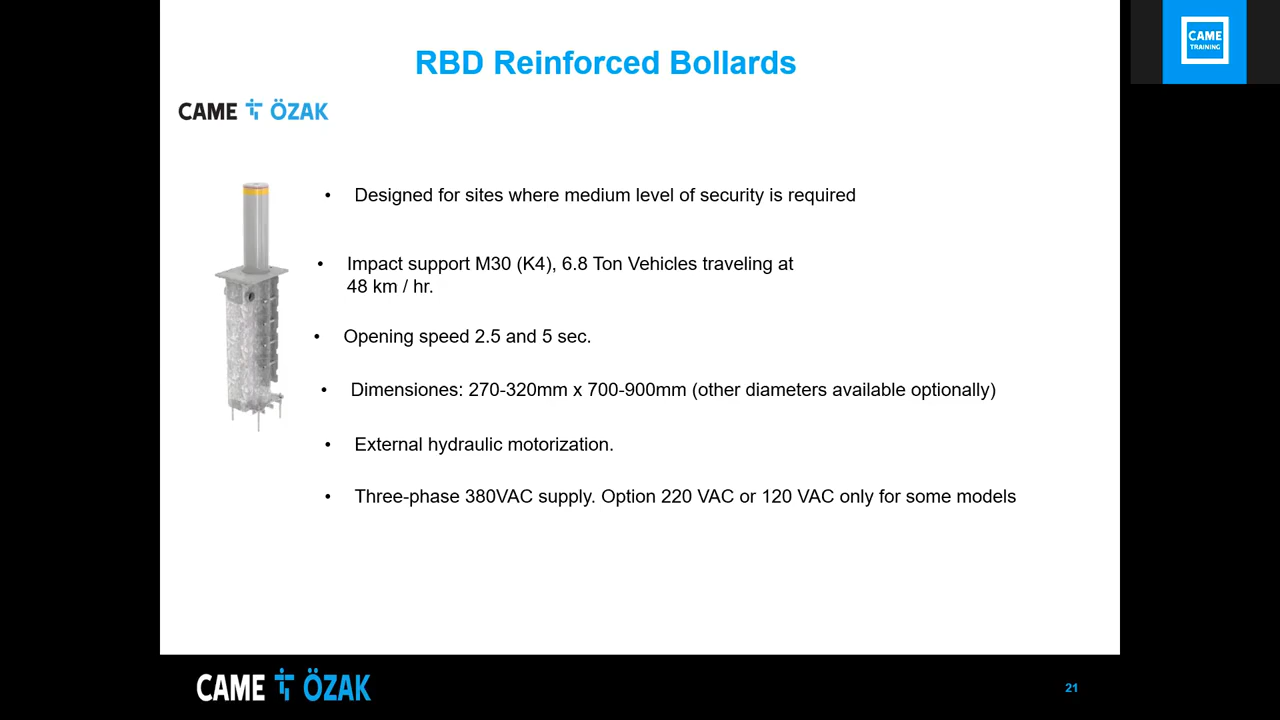 RBD Reinforced Bollards
CAME
TRAINING
CAME ÖZAK
• Designed for sites where medium level of security is required
• Impact support M30 (K4), 6.8 Ton Vehicles traveling at
48 km / hr.
• Opening speed 2.5 and 5 sec.
• Dimensiones: 270-320mm x 700-900mm (other diameters available optionally)
• External hydraulic motorization.
• Three-phase 380VAC supply. Option 220 VAC or 120 VAC only for some models
CAME ÖZAK
21